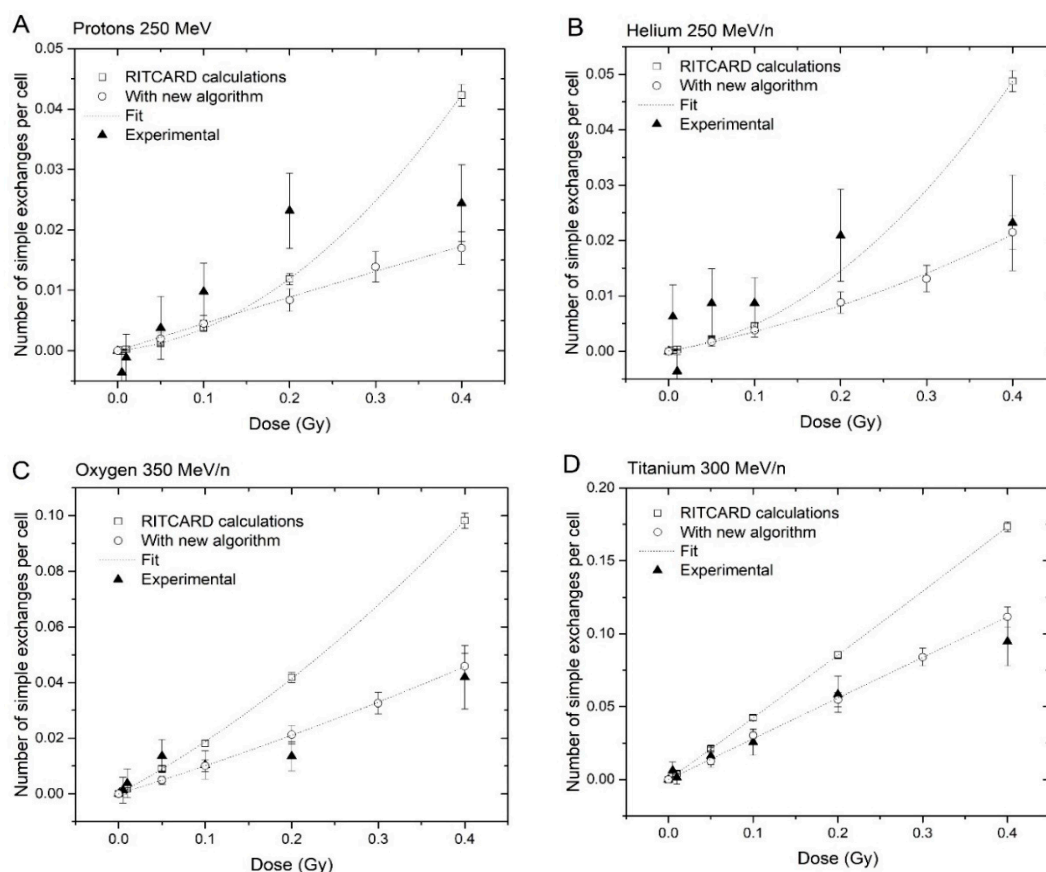 A
Protons 250 MeV
Number of simple exchanges per cell
0.05
0.04
0.03
0.02
0.01
0.00
RITCARD calculations
With new algorithm
Fit
Experimental
0.0 0.1 0.2 0.3 0.4
Dose (Gy)
B
Helium 250 MeV/n
Number of simple exchanges per cell
0.05
0.04
0.03
0.02
0.01
0.00
RITCARD calculations
With new algorithm
Fit
Experimental
0.0 0.1 0.2 0.3 0.4
Dose (Gy)
C
Oxygen 350 MeV/n
Number of simple exchanges per cell
0.10
0.08
0.06
0.04
0.02
0.00
RITCARD calculations
With new algorithm
Fit
Experimental
0.0 0.1 0.2 0.3 0.4
Dose (Gy)
D
Titanium 300 MeV/n
Number of simple exchanges per cell
0.20
0.15
0.10
0.05
0.00
RITCARD calculations
With new algorithm
Fit
Experimental
0.0 0.1 0.2 0.3 0.4
Dose (Gy)